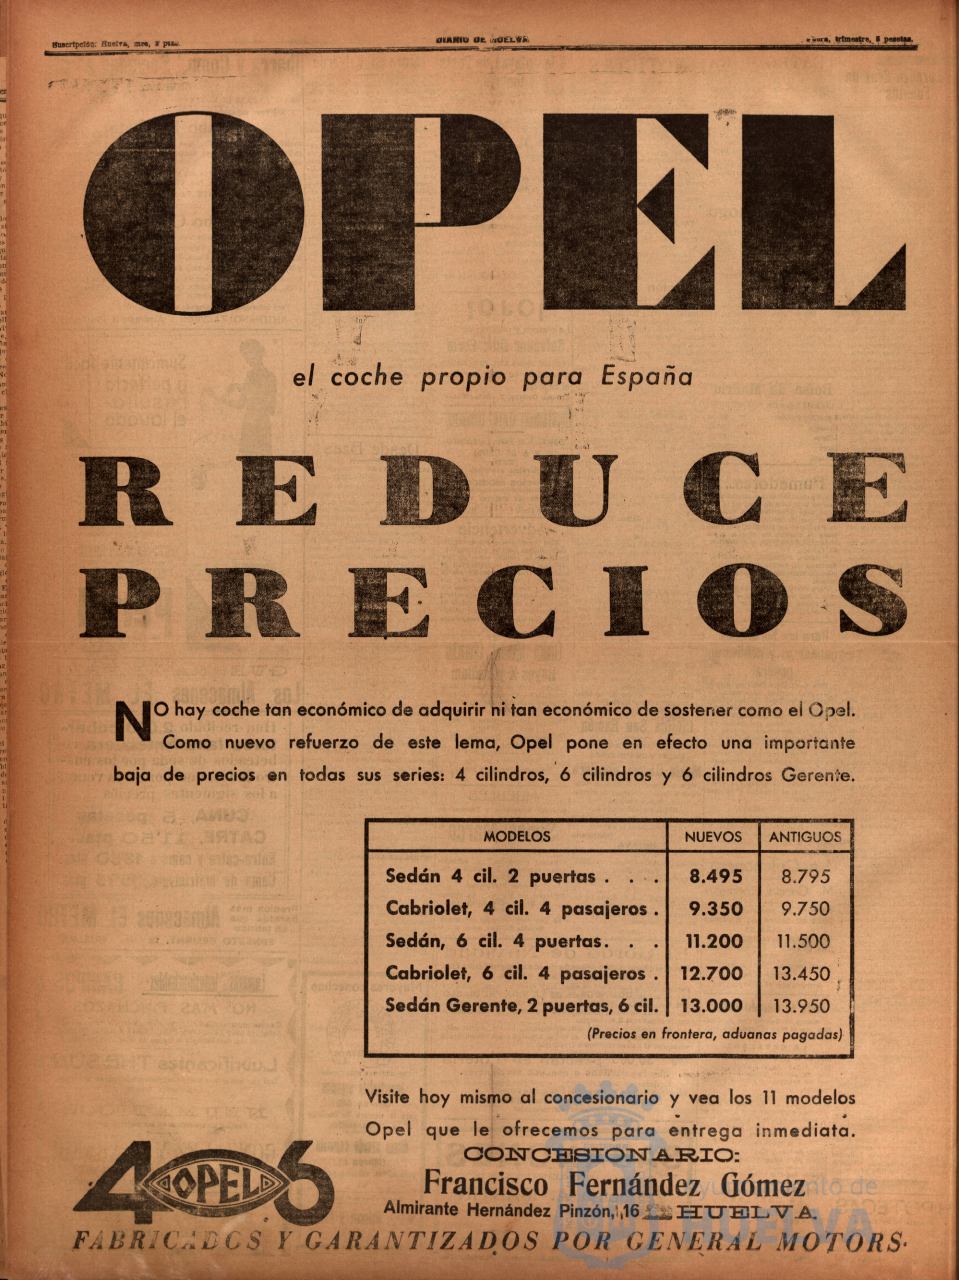 Suscripción: Huelva, mes, 2 ptas.
DIARIO DE HUELVA
Fuera, trimestre, 5 pesetas.
OPEL
el coche propio para España
REDUCE
PRECIOS
NO hay coche tan económico de adquirir ni tan económico de sostener como el Opel.
Como nuevo refuerzo de este lema, Opel pone en efecto una importante
baja de precios en todas sus series: 4 cilindros, 6 cilindros y 6 cilindros Gerente.
MODELOS NUEVOS ANTIGUOS
Sedán 4 cil. 2 puertas . . . 8.495 8.795
Cabriolet, 4 cil. 4 pasajeros . 9.350 9.750
Sedán, 6 cil. 4 puertas. . . 11.200 11.500
Cabriolet, 6 cil. 4 pasajeros . 12.700 13.450
Sedán Gerente, 2 puertas, 6 cil. 13.000 13.950
(Precios en frontera, aduanas pagadas)
Visite hoy mismo al concesionario y vea los 11 modelos
Opel que le ofrecemos para entrega inmediata.
CONCESIONARIO:
Francisco Fernández Gómez
Almirante Hernández Pinzón, 16 HUELVA
4 OPEL 6
FABRICADOS Y GARANTIZADOS POR GENERAL MOTORS.
Ayuntamiento de
HUELVA